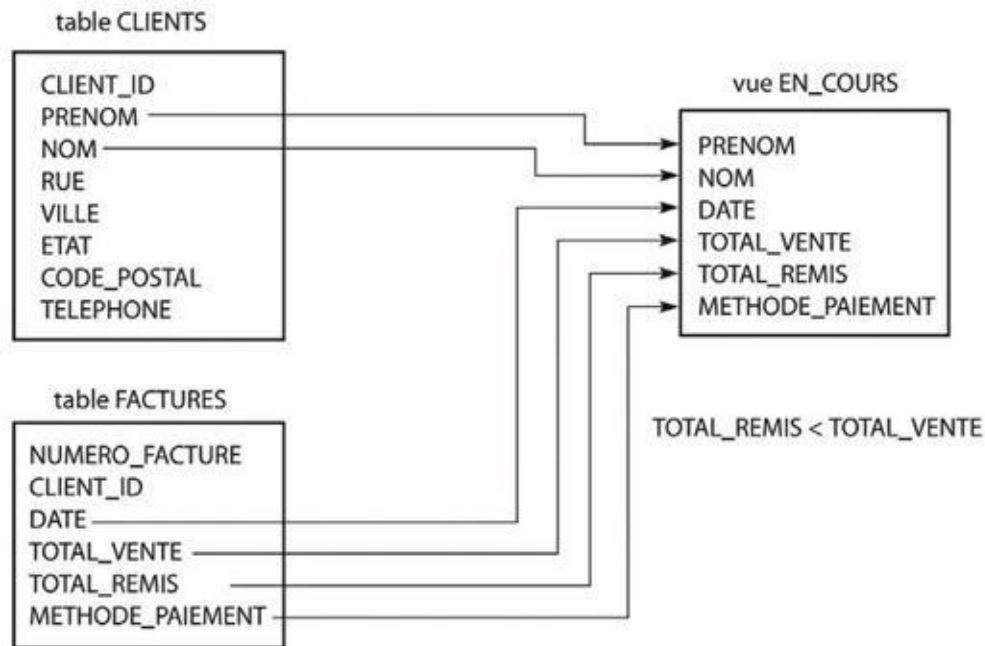 table CLIENTS
CLIENT_ID
PRENOM
NOM
RUE
VILLE
ETAT
CODE_POSTAL
TELEPHONE
vue EN_COURS
PRENOM
NOM
DATE
TOTAL_VENTE
TOTAL_REMIS
METHODE_PAIEMENT
table FACTURES
NUMERO_FACTURE
CLIENT_ID
DATE
TOTAL_VENTE
TOTAL_REMIS
METHODE_PAIEMENT
TOTAL_REMIS < TOTAL_VENTE